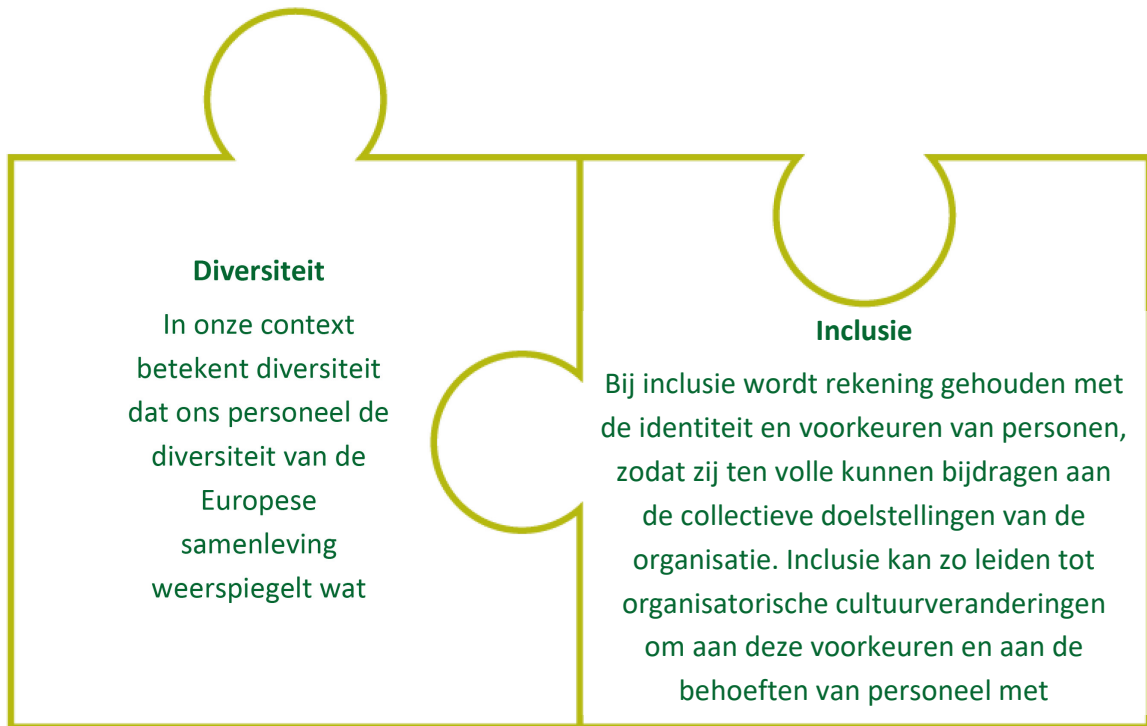 Diversiteit
In onze context
betekent diversiteit
dat ons personeel de
diversiteit van de
Europese
samenleving
weerspiegelt wat
Inclusie
Bij inclusie wordt rekening gehouden met
de identiteit en voorkeuren van personen,
zodat zij ten volle kunnen bijdragen aan
de collectieve doelstellingen van de
organisatie. Inclusie kan zo leiden tot
organisatorische cultuurveranderingen
om aan deze voorkeuren en aan de
behoeften van personeel met